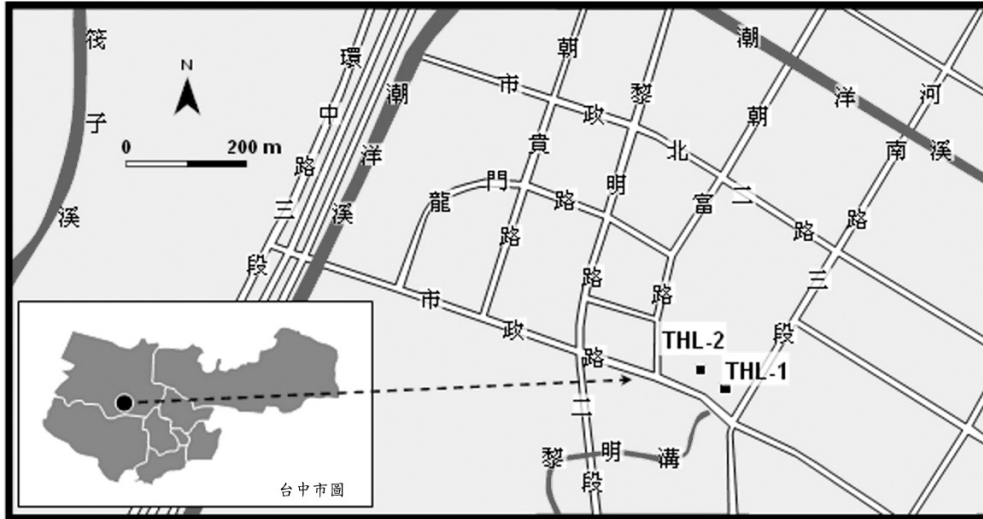 筏子溪
N
0 200 m
環中路三段
潮洋溪
市政北二路
朝貴路
黎明路二段
朝富路
潮洋溪
河南路三段
龍門路
市政路
THL-2
THL-1
黎明溝
台中市圖